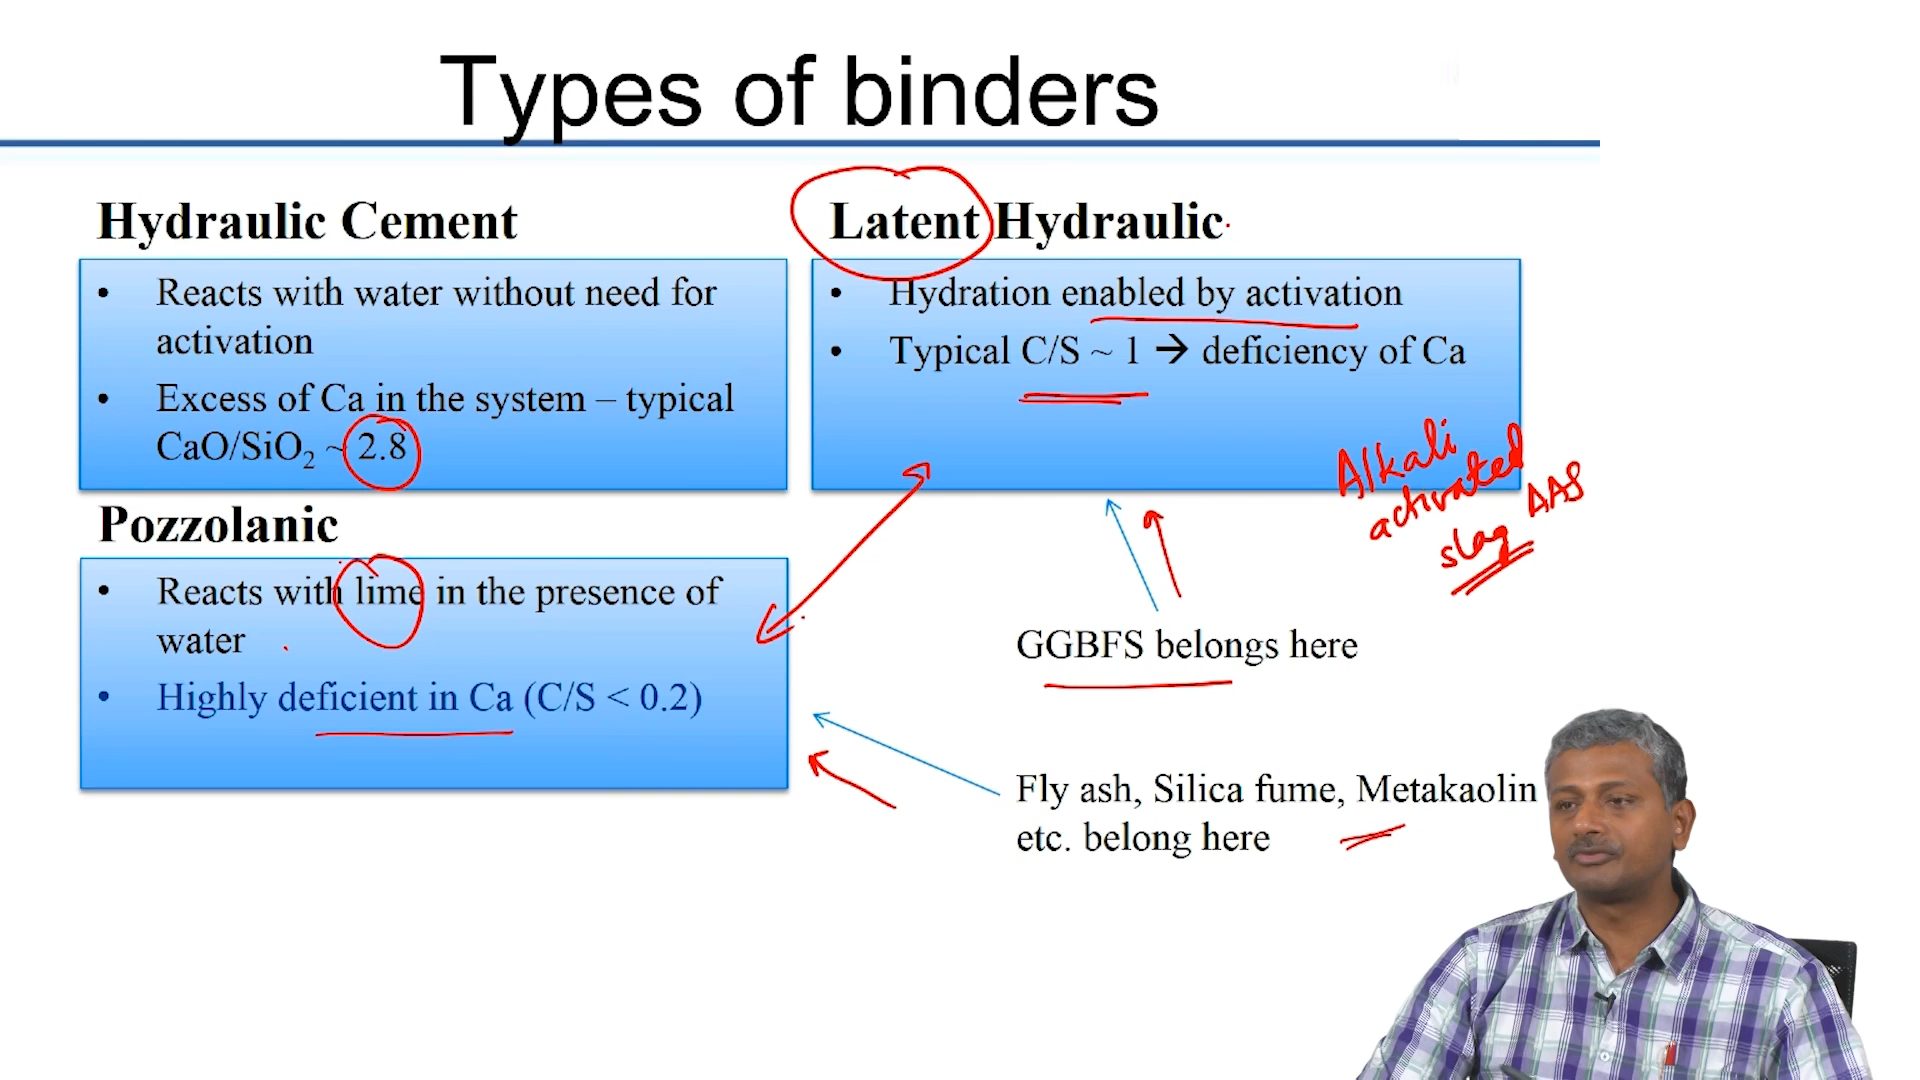 Types of binders
Hydraulic Cement
• Reacts with water without need for
activation
• Excess of Ca in the system – typical
CaO/SiO₂ ~ 2.8
Latent Hydraulic
• Hydration enabled by activation
• Typical C/S ~ 1 → deficiency of Ca
Alkali
activated
slag AAS
Pozzolanic
• Reacts with lime in the presence of
water
• Highly deficient in Ca (C/S < 0.2)
GGBFS belongs here
Fly ash, Silica fume, Metakaolin
etc. belong here